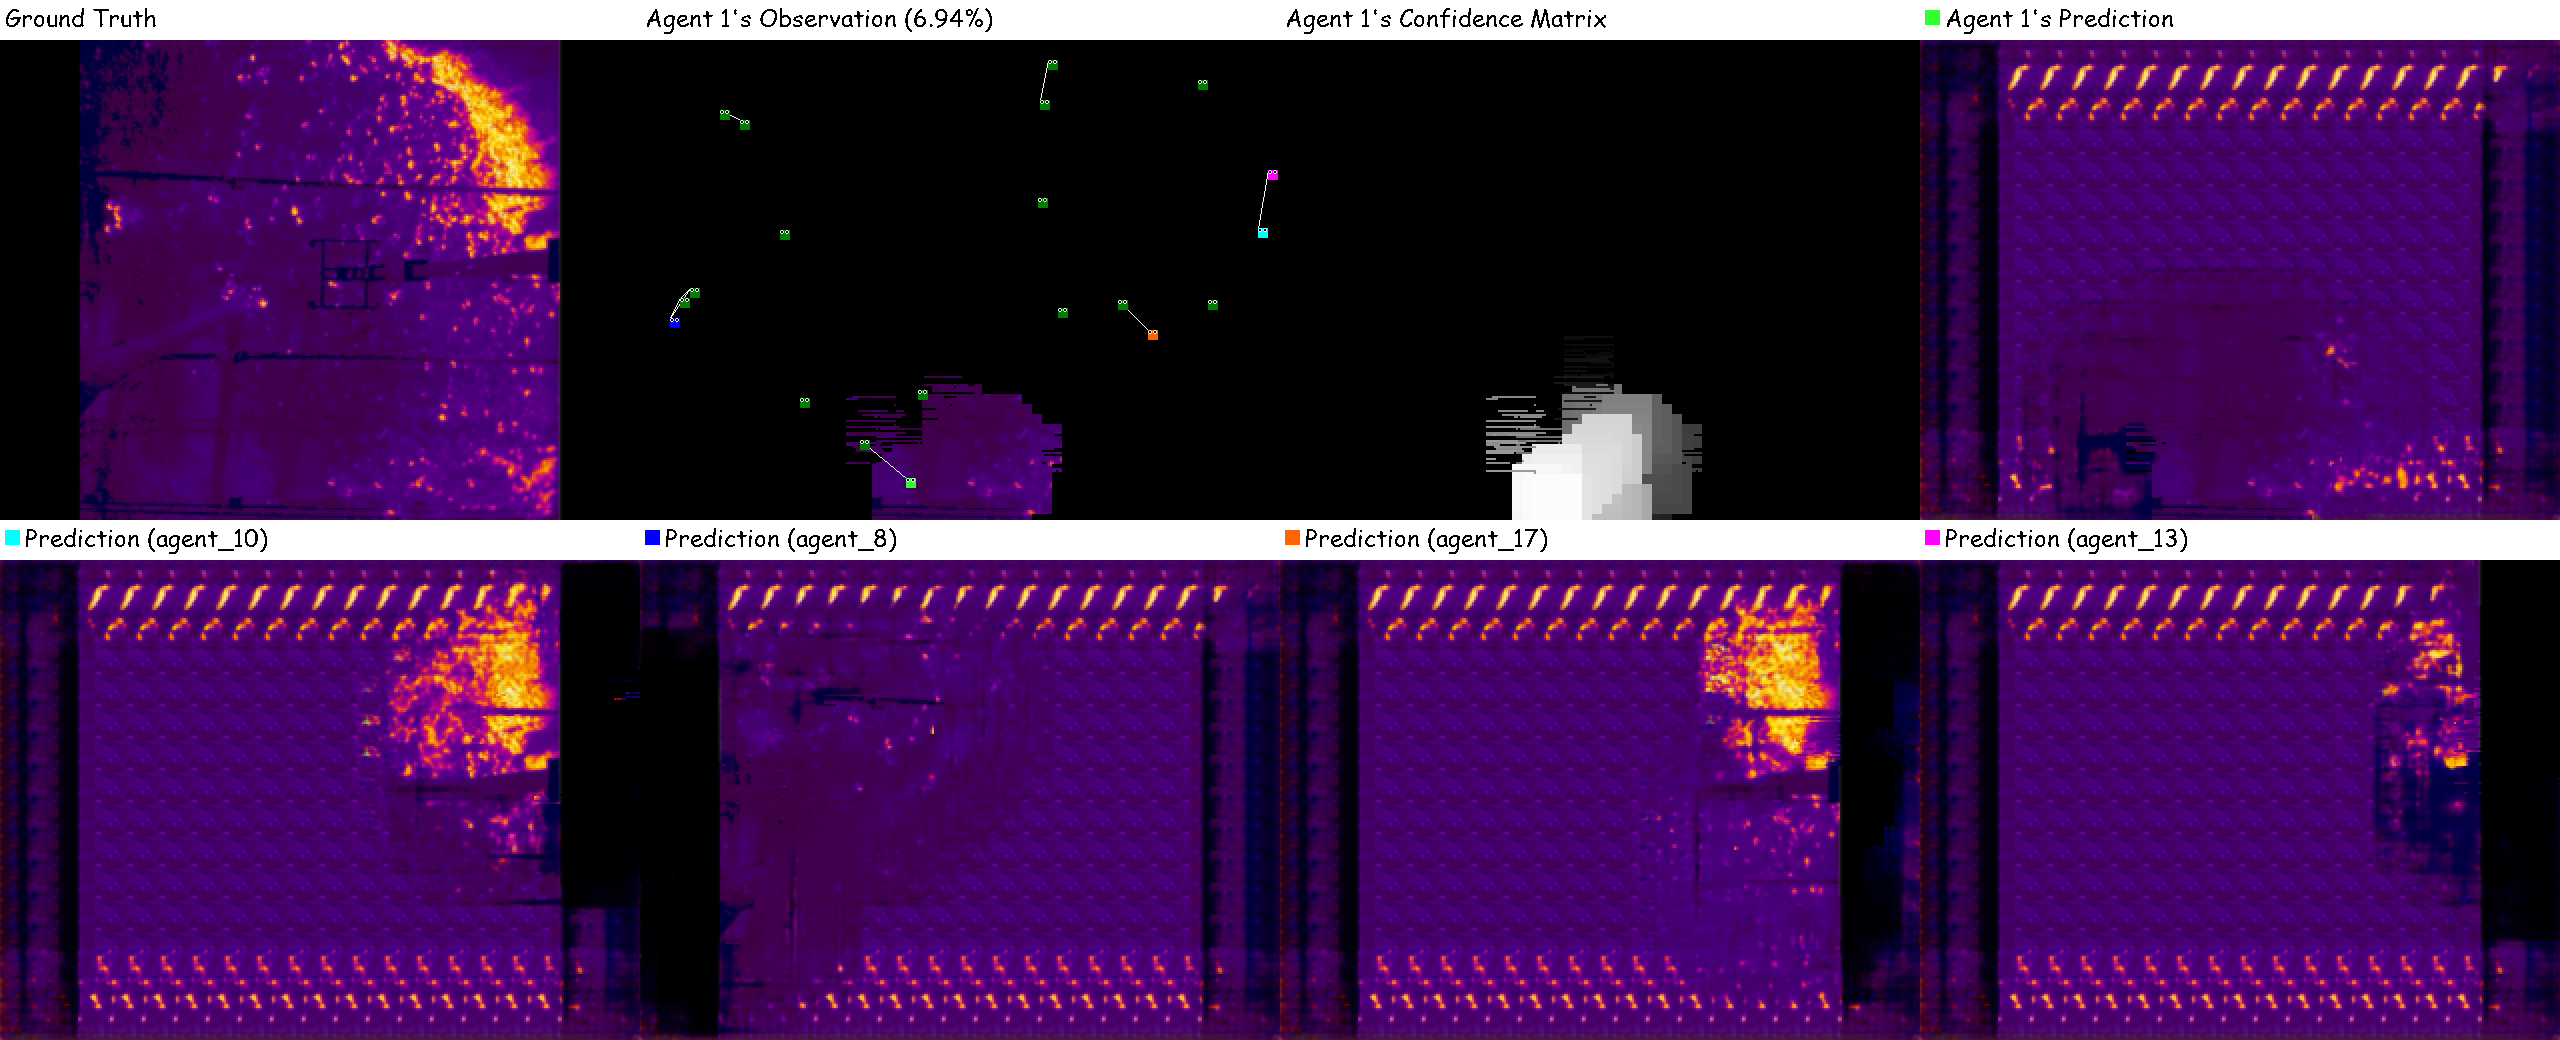 Ground Truth
Agent 1's Observation (6.94%)
Agent 1's Confidence Matrix
Agent 1's Prediction
Prediction (agent_10)
Prediction (agent_8)
Prediction (agent_17)
Prediction (agent_13)